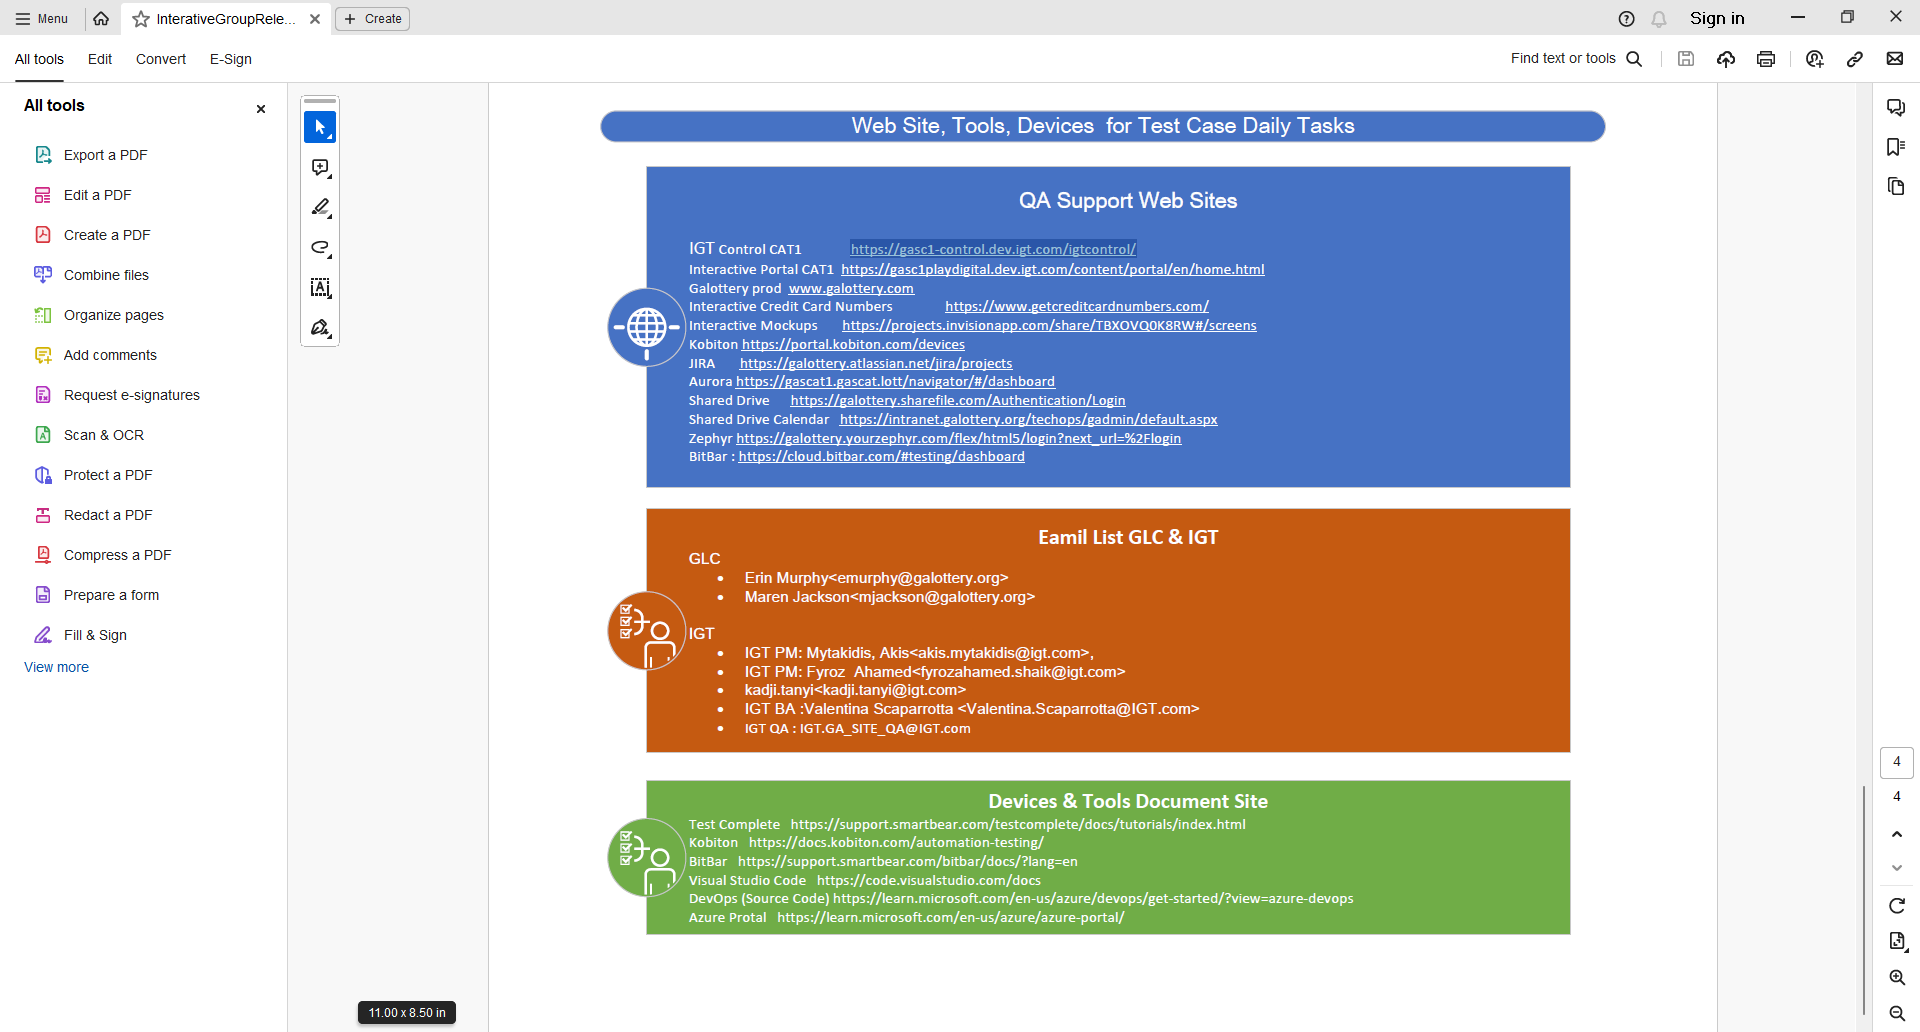 Menu
InterativeGroupRele...
Create
Sign in
All tools
Edit
Convert
E-Sign
Find text or tools
All tools
Export a PDF
Edit a PDF
Create a PDF
Combine files
Organize pages
Add comments
Request e-signatures
Scan & OCR
Protect a PDF
Redact a PDF
Compress a PDF
Prepare a form
Fill & Sign
View more
Web Site, Tools, Devices for Test Case Daily Tasks
QA Support Web Sites
IGT Control CAT1 https://gasc1-control.dev.igt.com/igtcontrol/
Interactive Portal CAT1 https://gasc1playdigital.dev.igt.com/content/portal/en/home.html
Galottery prod www.galottery.com
Interactive Credit Card Numbers https://www.getcreditcardnumbers.com/
Interactive Mockups https://projects.invisionapp.com/share/TBXOVQ0K8RW#/screens
Kobiton https://portal.kobiton.com/devices
JIRA https://galottery.atlassian.net/jira/projects
Aurora https://gascat1.gascat.lott/navigator/#/dashboard
Shared Drive https://galottery.sharefile.com/Authentication/Login
Shared Drive Calendar https://intranet.galottery.org/techops/gadmin/default.aspx
Zephyr https://galottery.yourzephyr.com/flex/html5/login?next_url=%2Flogin
BitBar : https://cloud.bitbar.com/#testing/dashboard
Eamil List GLC & IGT
GLC
• Erin Murphy<emurphy@galottery.org>
• Maren Jackson<mjackson@galottery.org>
IGT
• IGT PM: Mytakidis, Akis<akis.mytakidis@igt.com>,
• IGT PM: Fyroz Ahamed<fyrozahamed.shaik@igt.com>
• kadji.tanyi<kadji.tanyi@igt.com>
• IGT BA :Valentina Scaparrotta <Valentina.Scaparrotta@IGT.com>
• IGT QA : IGT.GA_SITE_QA@IGT.com
Devices & Tools Document Site
Test Complete https://support.smartbear.com/testcomplete/docs/tutorials/index.html
Kobiton https://docs.kobiton.com/automation-testing/
BitBar https://support.smartbear.com/bitbar/docs/?lang=en
Visual Studio Code https://code.visualstudio.com/docs
DevOps (Source Code) https://learn.microsoft.com/en-us/azure/devops/get-started/?view=azure-devops
Azure Protal https://learn.microsoft.com/en-us/azure/azure-portal/
4
4
11.00 x 8.50 in